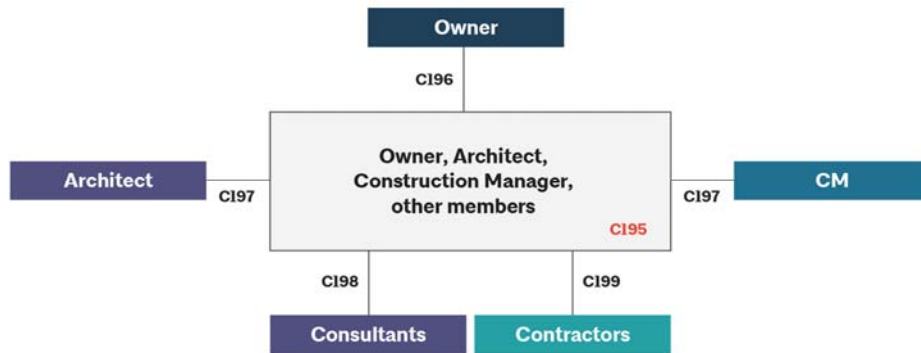 Owner
C196
Owner, Architect,
Construction Manager,
other members
Architect
C197
C197
CM
C195
C198
C199
Consultants
Contractors